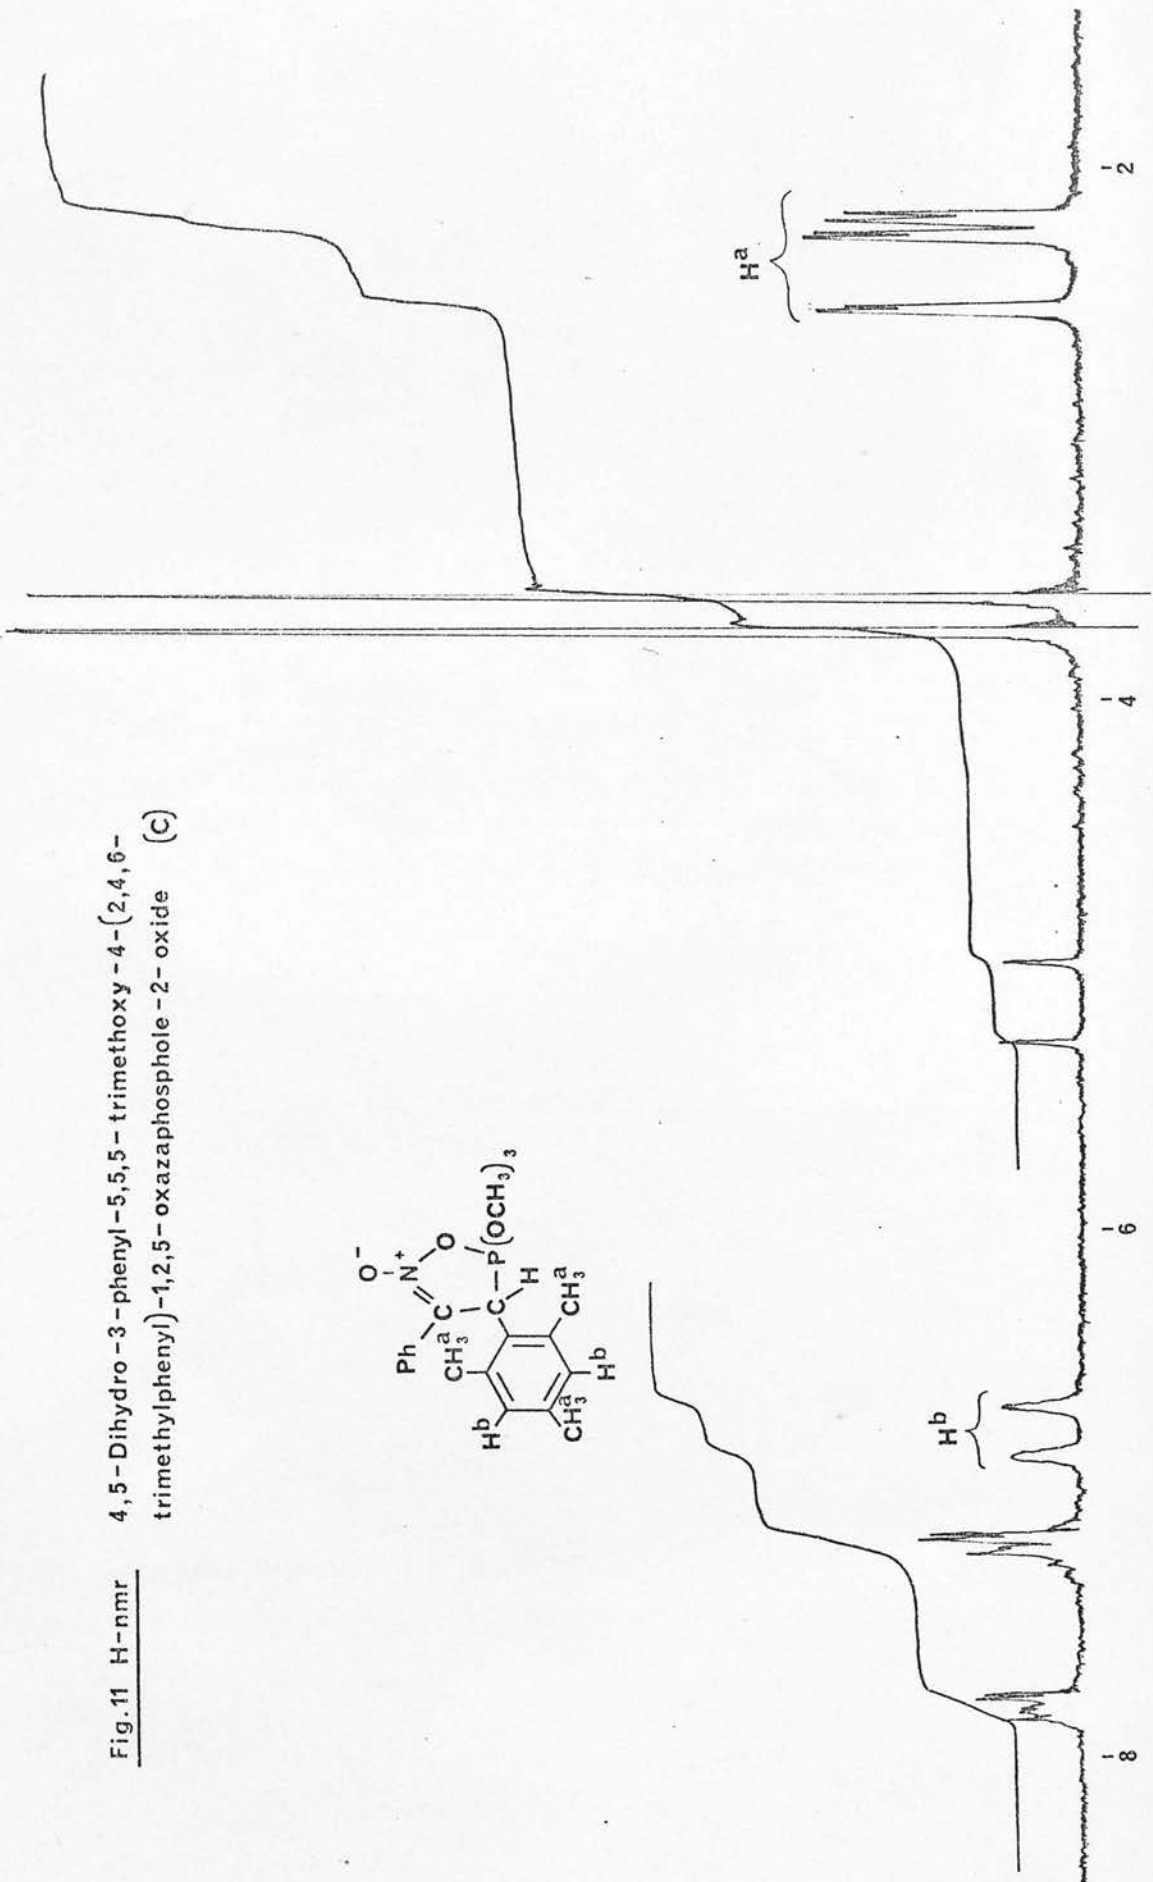 Fig.11 H-nmr
4,5-Dihydro-3-phenyl-5,5,5-trimethoxy-4-(2,4,6-
trimethylphenyl)-1,2,5-oxazaphosphole-2-oxide (C)
O⁻
N⁺
O
Ph
C
CH₃ᵃ
C
P(OCH₃)₃
H
CH₃ᵃ
Hᵇ
Hᵇ
CH₃ᵃ
Hᵇ
Hᵃ
8
6
4
2